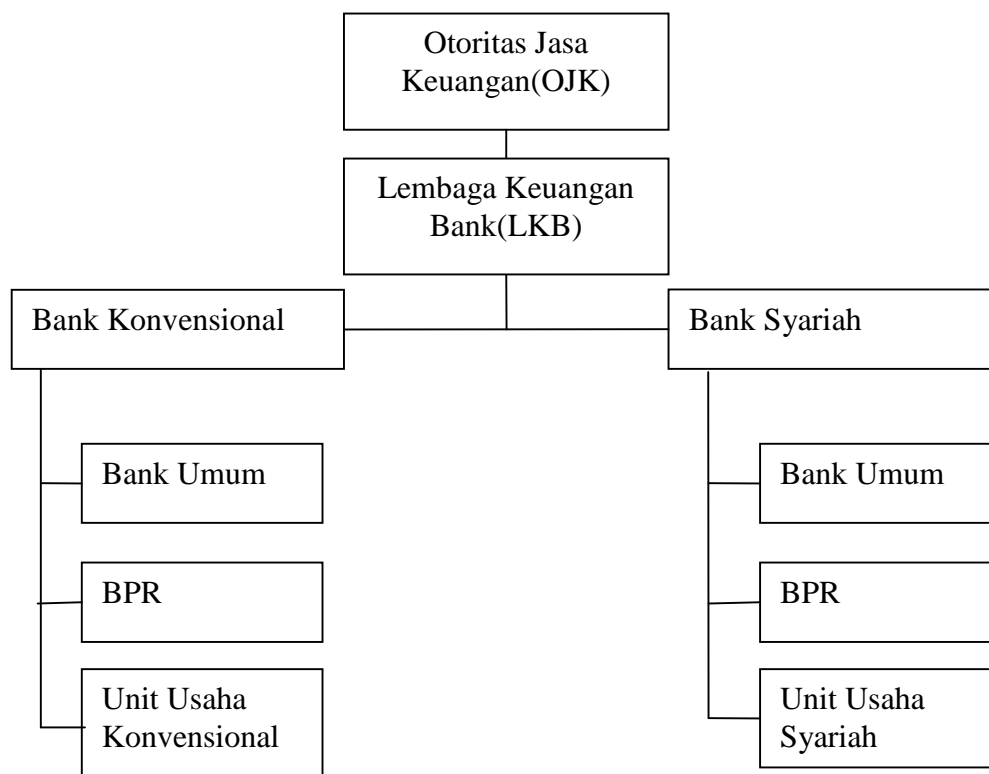 Otoritas Jasa
Keuangan(OJK)
Lembaga Keuangan
Bank(LKB)
Bank Konvensional
Bank Syariah
Bank Umum
BPR
Unit Usaha
Konvensional
Bank Umum
BPR
Unit Usaha
Syariah